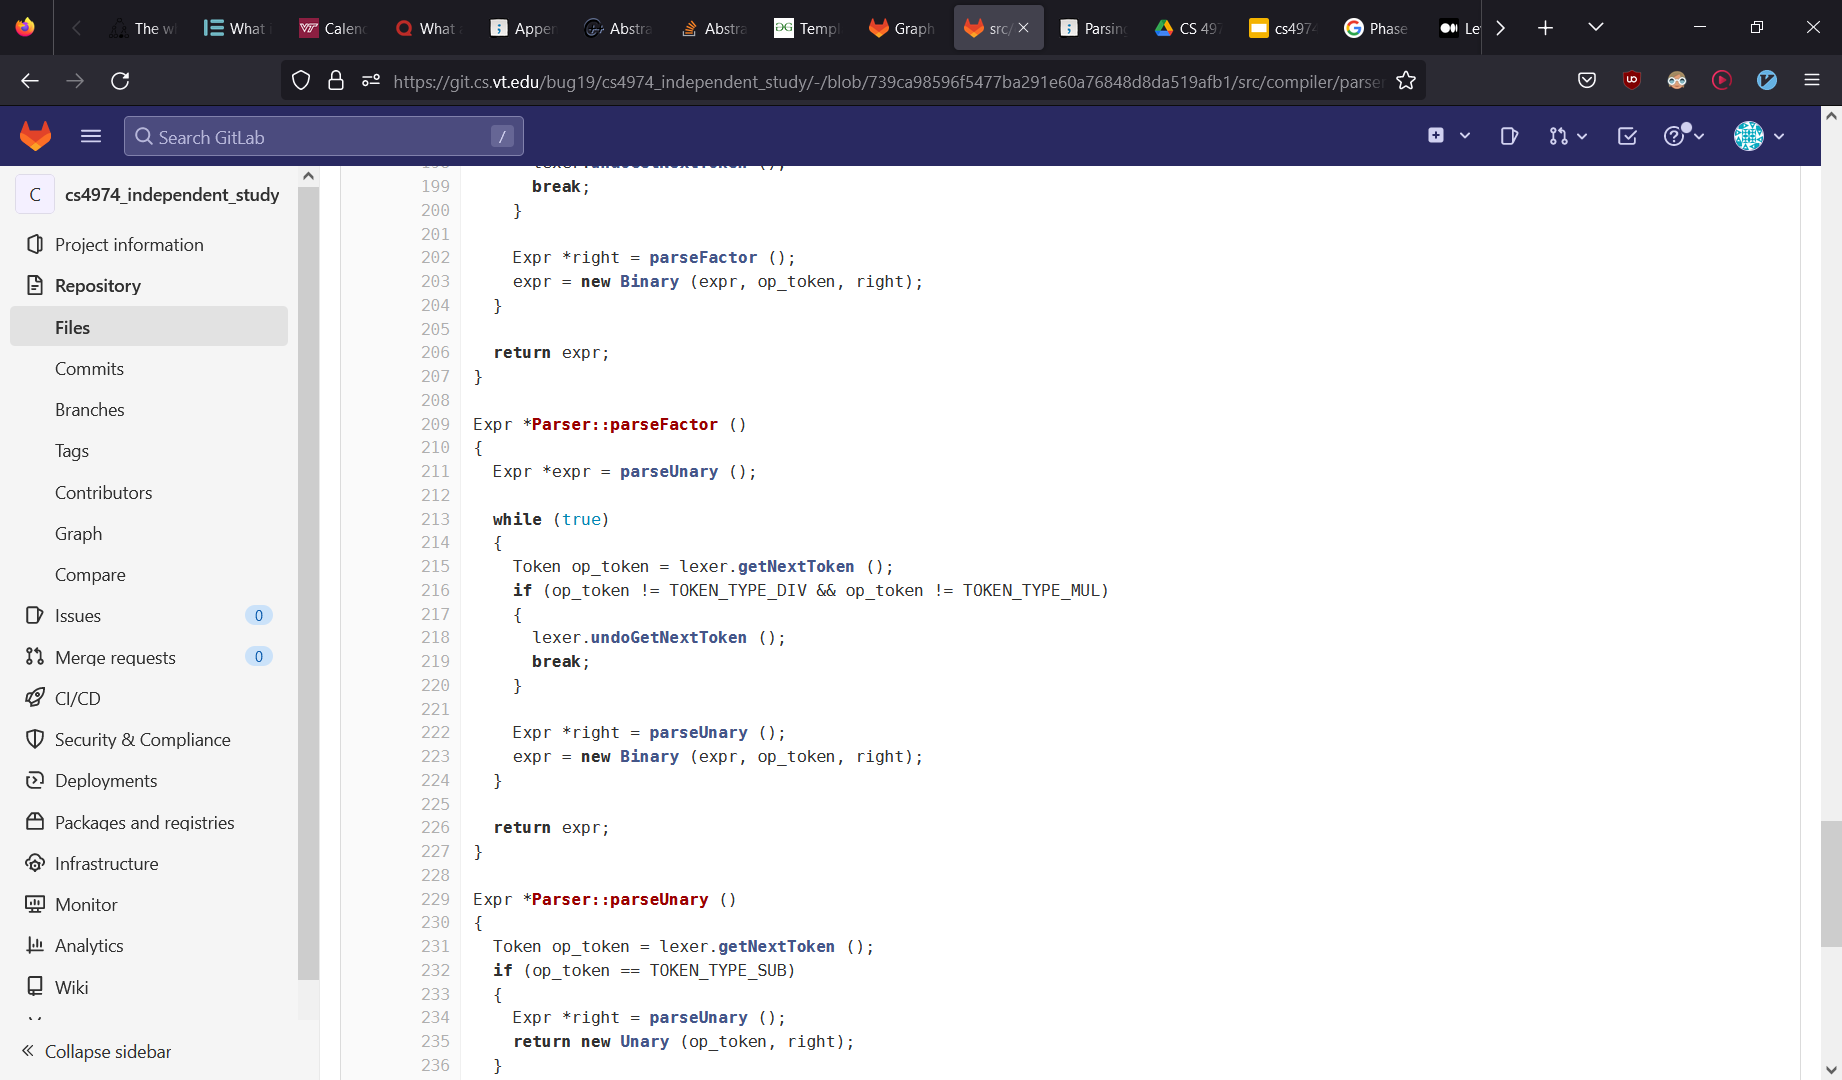 The w
What i
Calenc
What a
Appen
Abstra
Abstra
Templ
Graph
src/
Parsing
CS 497
cs4974
Phase
Le
https://git.cs.vt.edu/bug19/cs4974_independent_study/-/blob/739ca98596f5477ba291e60a76848d8da519afb1/src/compiler/parser
Search GitLab
/
C
cs4974_independent_study
Project information
Repository
Files
Commits
Branches
Tags
Contributors
Graph
Compare
Issues 0
Merge requests 0
CI/CD
Security & Compliance
Deployments
Packages and registries
Infrastructure
Monitor
Analytics
Wiki
Collapse sidebar
199 break;
200 }
201
202 Expr *right = parseFactor ();
203 expr = new Binary (expr, op_token, right);
204 }
205
206 return expr;
207 }
208
209 Expr *Parser::parseFactor ()
210 {
211 Expr *expr = parseUnary ();
212
213 while (true)
214 {
215 Token op_token = lexer.getNextToken ();
216 if (op_token != TOKEN_TYPE_DIV && op_token != TOKEN_TYPE_MUL)
217 {
218 lexer.undoGetNextToken ();
219 break;
220 }
221
222 Expr *right = parseUnary ();
223 expr = new Binary (expr, op_token, right);
224 }
225
226 return expr;
227 }
228
229 Expr *Parser::parseUnary ()
230 {
231 Token op_token = lexer.getNextToken ();
232 if (op_token == TOKEN_TYPE_SUB)
233 {
234 Expr *right = parseUnary ();
235 return new Unary (op_token, right);
236 }